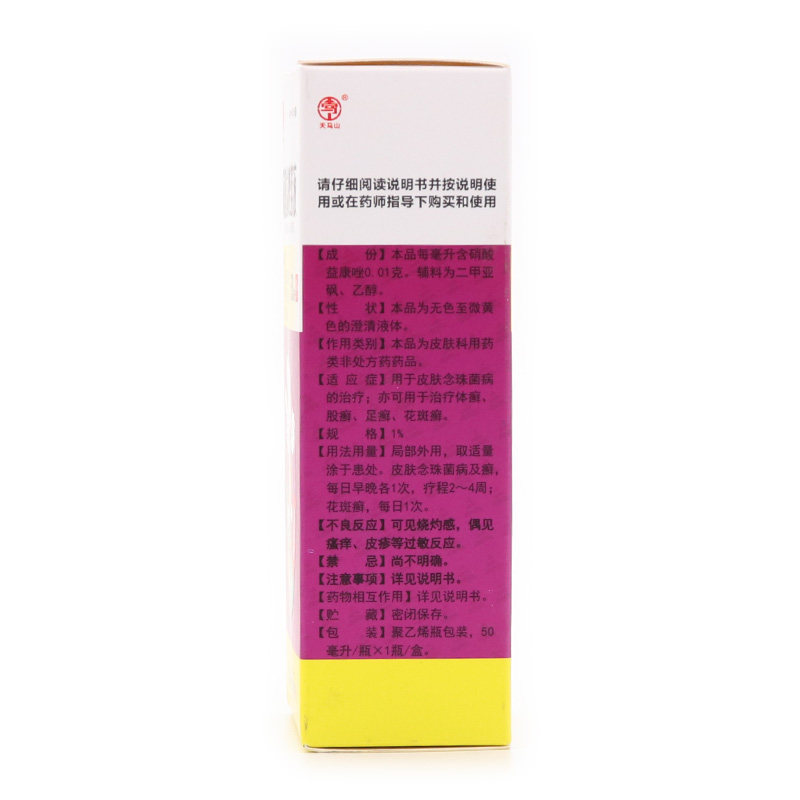 ®
天马山
请仔细阅读说明书并按说明使
用或在药师指导下购买和使用
【成 份】本品每毫升含硝酸
益康唑0.01克。辅料为二甲亚
砜、乙醇。
【性 状】本品为无色至微黄
色的澄清液体。
【作用类别】本品为皮肤科用药
类非处方药药品。
【适 应 症】用于皮肤念珠菌病
的治疗；亦可用于治疗体癣、
股癣、足癣、花斑癣。
【规 格】1%
【用法用量】局部外用，取适量
涂于患处。皮肤念珠菌病及癣，
每日早晚各1次，疗程2～4周；
花斑癣，每日1次。
【不良反应】可见烧灼感，偶见
瘙痒、皮疹等过敏反应。
【禁 忌】尚不明确。
【注意事项】详见说明书。
【药物相互作用】详见说明书。
【贮 藏】密闭保存。
【包 装】聚乙烯瓶包装，50
毫升/瓶×1瓶/盒。